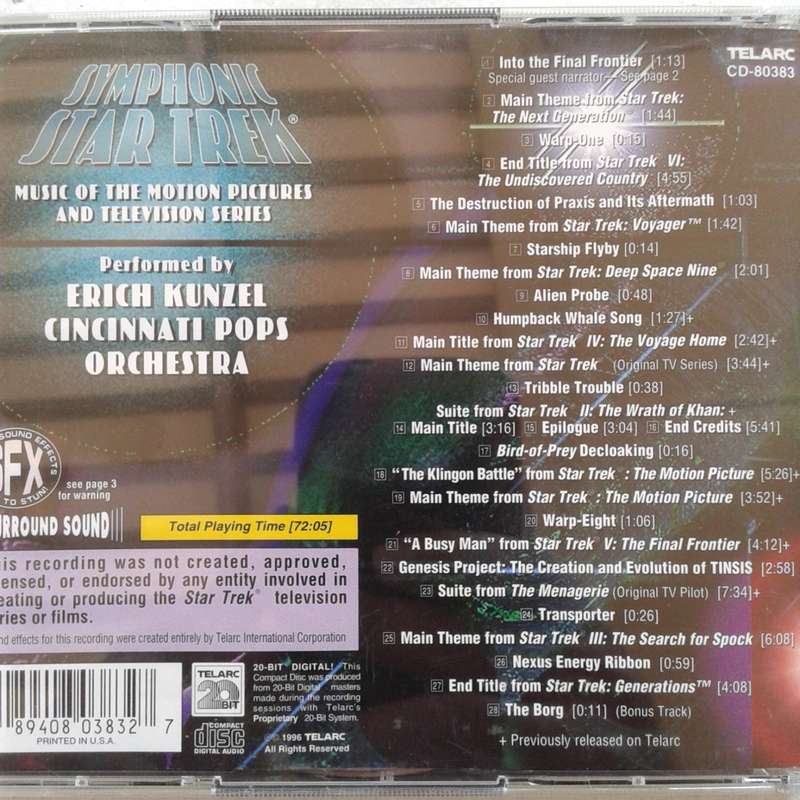 SYMPHONIC
STAR TREK®
MUSIC OF THE MOTION PICTURES
AND TELEVISION SERIES
Performed by
ERICH KUNZEL
CINCINNATI POPS
ORCHESTRA
SOUND EFFECTS
SFX
TO STUN!
see page 3
for warning
URROUND SOUND
Total Playing Time [72:05]
his recording was not created, approved,
ensed, or endorsed by any entity involved in
eating or producing the Star Trek® television
ries or films.
nd effects for this recording were created entirely by Telarc International Corporation
89408 03832 7
PRINTED IN U.S.A.
TELARC
20 BIT
COMPACT
disc
DIGITAL AUDIO
20-BIT DIGITAL! This
Compact Disc was produced
from 20-Bit Digital masters
made during the recording
sessions with Telarc's
Proprietary 20-Bit System.
© 1996 TELARC
All Rights Reserved
TELARC
CD-80383
1 Into the Final Frontier [1:13]
Special guest narrator—See page 2
2 Main Theme from Star Trek:
The Next Generation™ [1:44]
3 Warp-One [0:15]
4 End Title from Star Trek VI:
The Undiscovered Country [4:55]
5 The Destruction of Praxis and Its Aftermath [1:03]
6 Main Theme from Star Trek: Voyager™ [1:42]
7 Starship Flyby [0:14]
8 Main Theme from Star Trek: Deep Space Nine [2:01]
9 Alien Probe [0:48]
10 Humpback Whale Song [1:27]+
11 Main Title from Star Trek IV: The Voyage Home [2:42]+
12 Main Theme from Star Trek (Original TV Series) [3:44]+
13 Tribble Trouble [0:38]
Suite from Star Trek II: The Wrath of Khan: +
14 Main Title [3:16] 15 Epilogue [3:04] 16 End Credits [5:41]
17 Bird-of-Prey Decloaking [0:16]
18 “The Klingon Battle” from Star Trek : The Motion Picture [5:26]+
19 Main Theme from Star Trek : The Motion Picture [3:52]+
20 Warp-Eight [1:06]
21 “A Busy Man” from Star Trek V: The Final Frontier [4:12]+
22 Genesis Project: The Creation and Evolution of TINSIS [2:58]
23 Suite from The Menagerie (Original TV Pilot) [7:34]+
24 Transporter [0:26]
25 Main Theme from Star Trek III: The Search for Spock [6:08]
26 Nexus Energy Ribbon [0:59]
27 End Title from Star Trek: Generations™ [4:08]
28 The Borg [0:11] (Bonus Track)
+ Previously released on Telarc